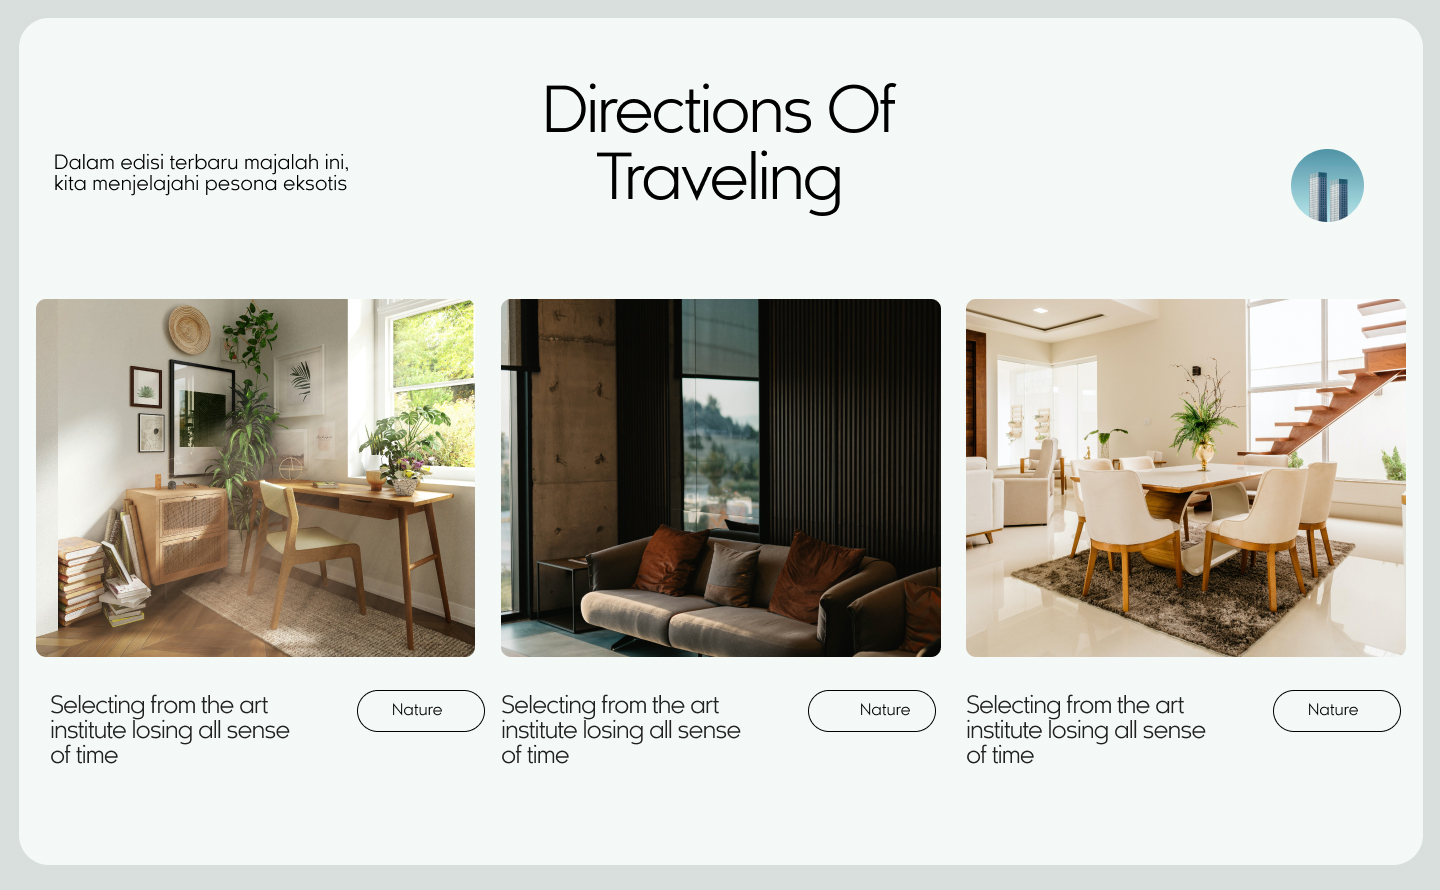 Directions Of
Traveling
Dalam edisi terbaru majalah ini,
kita menjelajahi pesona eksotis
Selecting from the art
institute losing all sense
of time
Nature
Selecting from the art
institute losing all sense
of time
Nature
Selecting from the art
institute losing all sense
of time
Nature